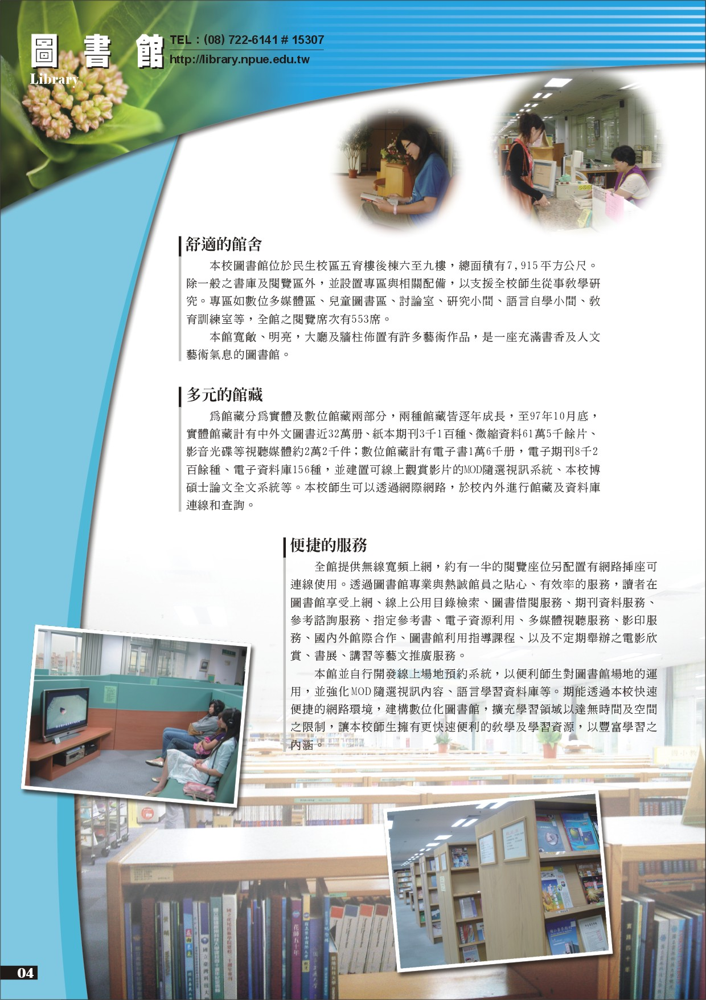 圖書館
Library
TEL：(08) 722-6141 # 15307
http://library.npue.edu.tw
舒適的館舍
本校圖書館位於民生校區五育樓後棟六至九樓，總面積有7,915平方公尺。
除一般之書庫及閱覽區外，並設置專區與相關配備，以支援全校師生從事教學研
究。專區如數位多媒體區、兒童圖書區、討論室、研究小間、語言自學小間、教
育訓練室等，全館之閱覽席次有553席。
本館寬敞、明亮，大廳及牆柱佈置有許多藝術作品，是一座充滿書香及人文
藝術氣息的圖書館。
多元的館藏
為館藏分為實體及數位館藏兩部分，兩種館藏皆逐年成長，至97年10月底，
實體館藏計有中外文圖書近32萬冊、紙本期刊3千1百種、微縮資料61萬5千餘片、
影音光碟等視聽媒體約2萬2千件；數位館藏計有電子書1萬6千冊，電子期刊8千2
百餘種、電子資料庫156種，並建置可線上觀賞影片的MOD隨選視訊系統、本校博
碩士論文全文系統等。本校師生可以透過網際網路，於校內外進行館藏及資料庫
連線和查詢。
便捷的服務
全館提供無線寬頻上網，約有一半的閱覽座位另配置有網路插座可
連線使用。透過圖書館專業與熱誠館員之貼心、有效率的服務，讀者在
圖書館享受上網、線上公用目錄檢索、圖書借閱服務、期刊資料服務、
參考諮詢服務、指定參考書、電子資源利用、多媒體視聽服務、影印服
務、國內外館際合作、圖書館利用指導課程、以及不定期舉辦之電影欣
賞、書展、講習等藝文推廣服務。
本館並自行開發線上場地預約系統，以便利師生對圖書館場地的運
用，並強化MOD隨選視訊內容、語言學習資料庫等。期能透過本校快速
便捷的網路環境，建構數位化圖書館，擴充學習領域以達無時間及空間
之限制，讓本校師生擁有更快速便利的教學及學習資源，以豐富學習之
內涵。
花師五十年
04